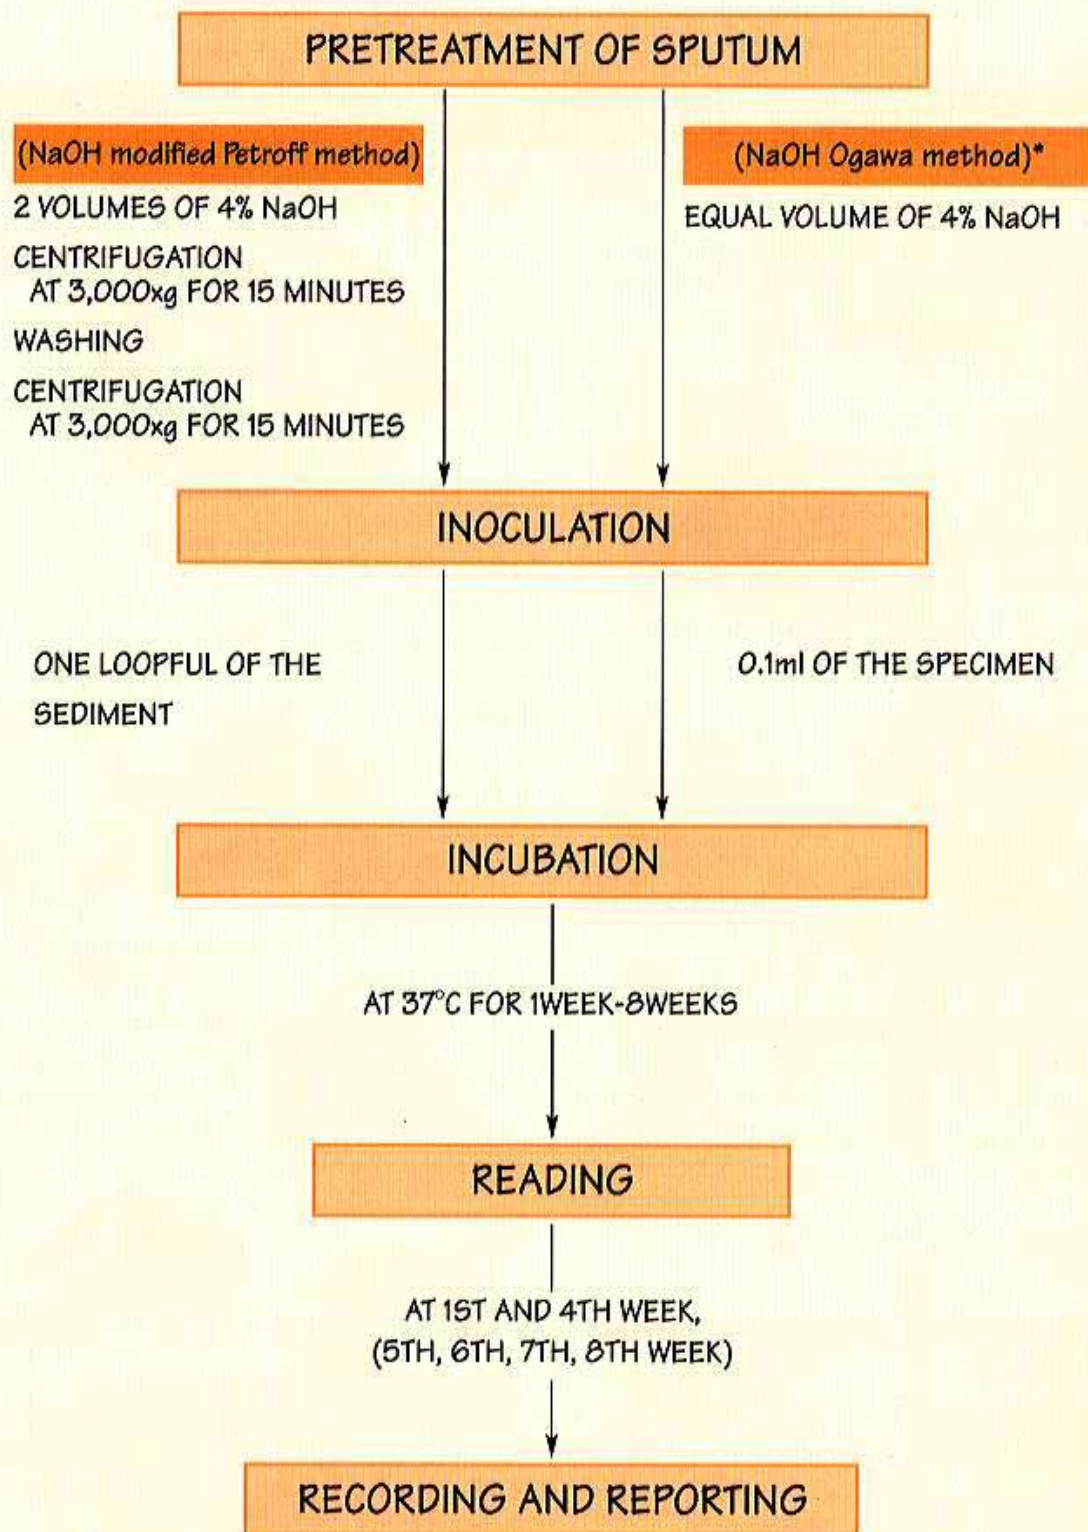 PRETREATMENT OF SPUTUM
(NaOH modified Petroff method)
2 VOLUMES OF 4% NaOH
CENTRIFUGATION
AT 3,000xg FOR 15 MINUTES
WASHING
CENTRIFUGATION
AT 3,000xg FOR 15 MINUTES
(NaOH Ogawa method)*
EQUAL VOLUME OF 4% NaOH
INOCULATION
ONE LOOPFUL OF THE
SEDIMENT
0.1ml OF THE SPECIMEN
INCUBATION
AT 37°C FOR 1WEEK-8WEEKS
READING
AT 1ST AND 4TH WEEK,
(5TH, 6TH, 7TH, 8TH WEEK)
RECORDING AND REPORTING